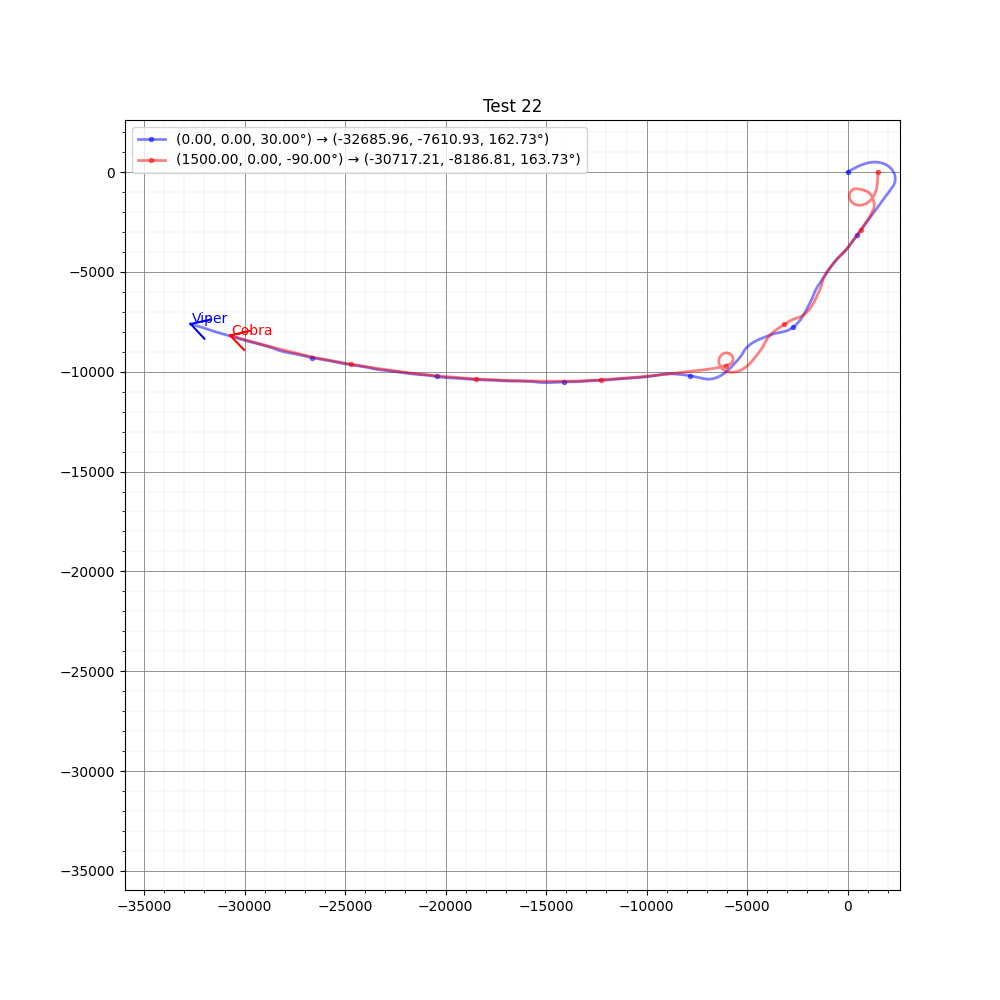 Test 22
(0.00, 0.00, 30.00°) → (-32685.96, -7610.93, 162.73°)
(1500.00, 0.00, -90.00°) → (-30717.21, -8186.81, 163.73°)
0
−5000
Viper
Cobra
−10000
−15000
−20000
−25000
−30000
−35000
−35000 −30000 −25000 −20000 −15000 −10000 −5000 0